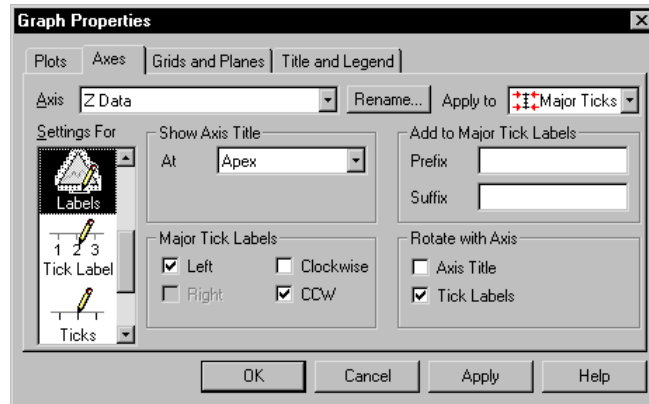 Graph Properties
Plots Axes Grids and Planes Title and Legend
Axis Z Data Rename... Apply to Major Ticks
Settings For
Labels
1 2 3
Tick Label
Ticks
Show Axis Title
At Apex
Add to Major Tick Labels
Prefix
Suffix
Major Tick Labels
Left Clockwise
Right CCW
Rotate with Axis
Axis Title
Tick Labels
OK Cancel Apply Help